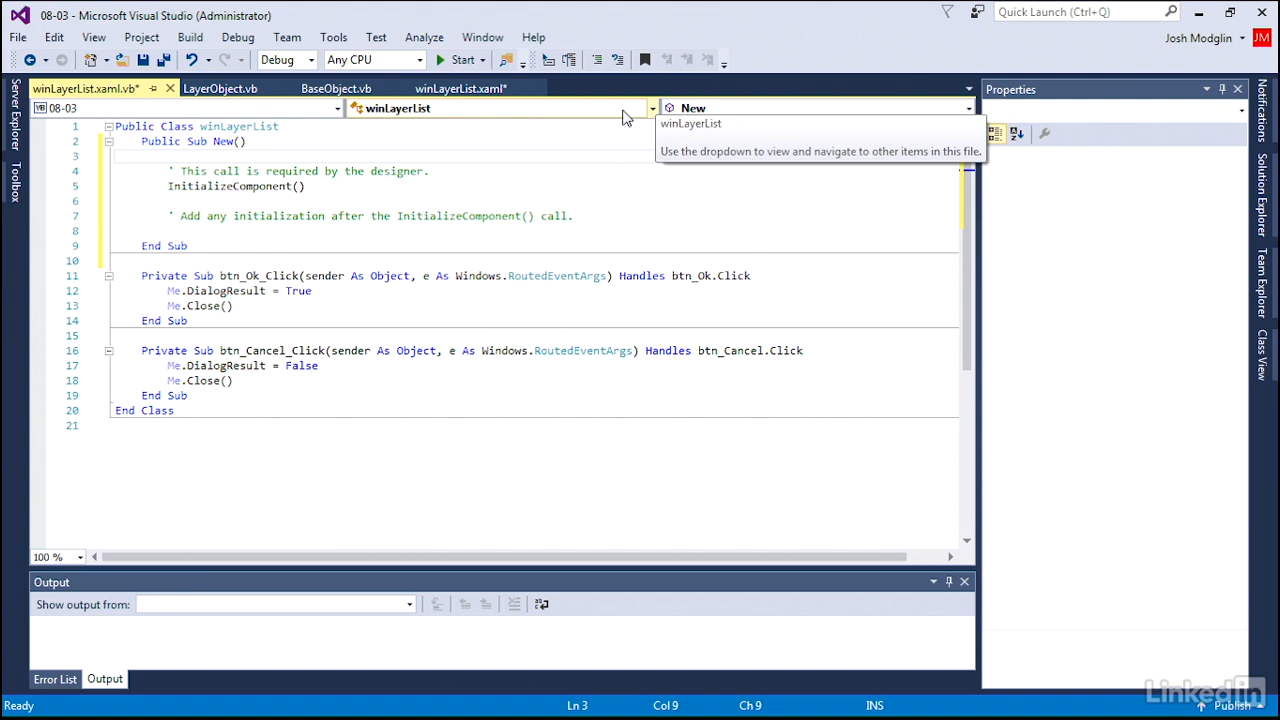 08-03 - Microsoft Visual Studio (Administrator)
Quick Launch (Ctrl+Q)
File Edit View Project Build Debug Team Tools Test Analyze Window Help
Josh Modglin JM
Debug Any CPU Start
winLayerList.xaml.vb* LayerObject.vb BaseObject.vb winLayerList.xaml* Properties
VB 08-03 winLayerList New
winLayerList
Use the dropdown to view and navigate to other items in this file.
1 Public Class winLayerList
2 Public Sub New()
3
4 ' This call is required by the designer.
5 InitializeComponent()
6
7 ' Add any initialization after the InitializeComponent() call.
8
9 End Sub
10
11 Private Sub btn_Ok_Click(sender As Object, e As Windows.RoutedEventArgs) Handles btn_Ok.Click
12 Me.DialogResult = True
13 Me.Close()
14 End Sub
15
16 Private Sub btn_Cancel_Click(sender As Object, e As Windows.RoutedEventArgs) Handles btn_Cancel.Click
17 Me.DialogResult = False
18 Me.Close()
19 End Sub
20 End Class
21
Server Explorer
Toolbox
Notifications
Solution Explorer
Team Explorer
Class View
100 %
Output
Show output from:
Error List Output
LinkedIn
Ready Ln 3 Col 9 Ch 9 INS Publish